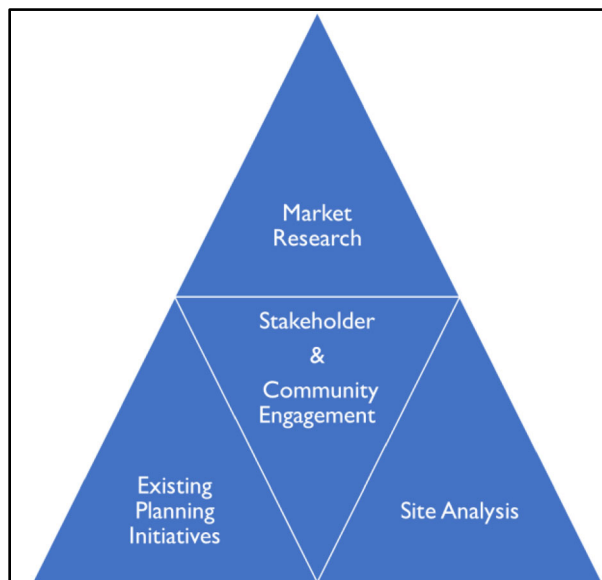 Market
Research
Stakeholder
&
Community
Engagement
Existing
Planning
Initiatives
Site Analysis